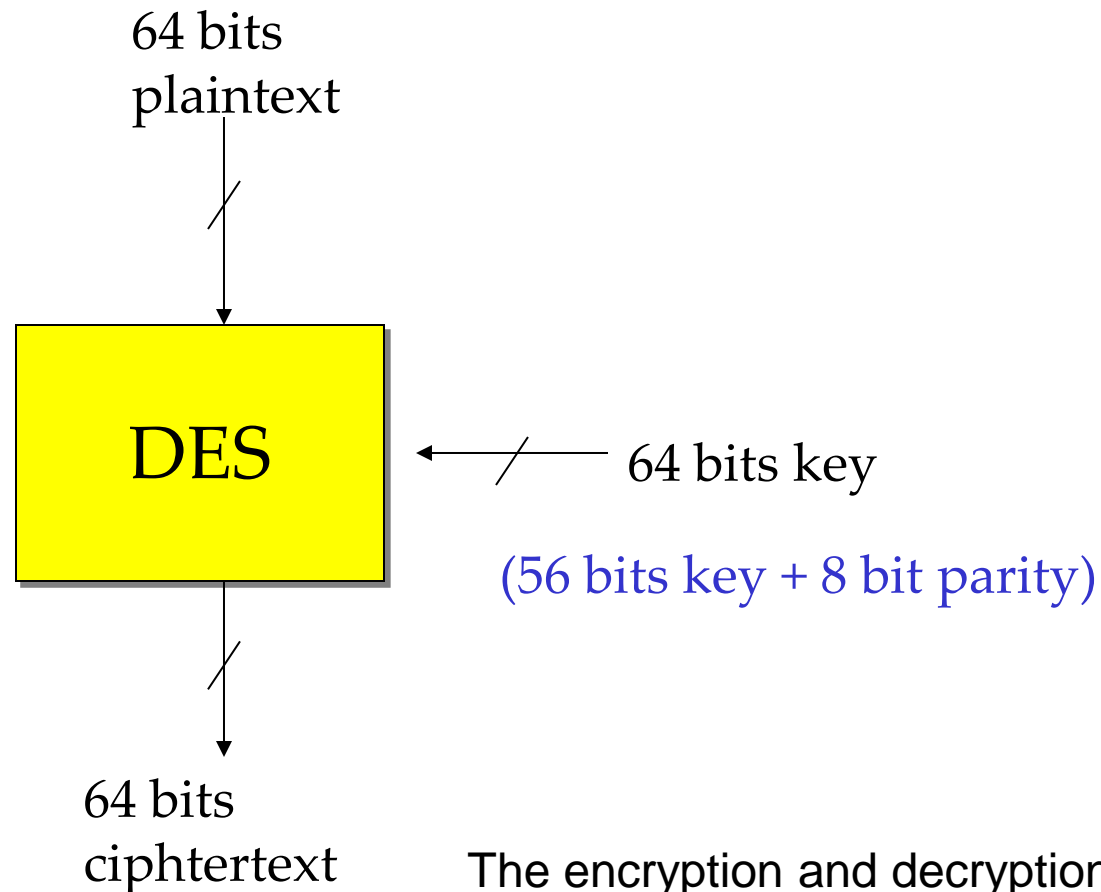 64 bits
plaintext
DES
64 bits key
(56 bits key + 8 bit parity)
64 bits
ciphtertext
The encryption and decryption